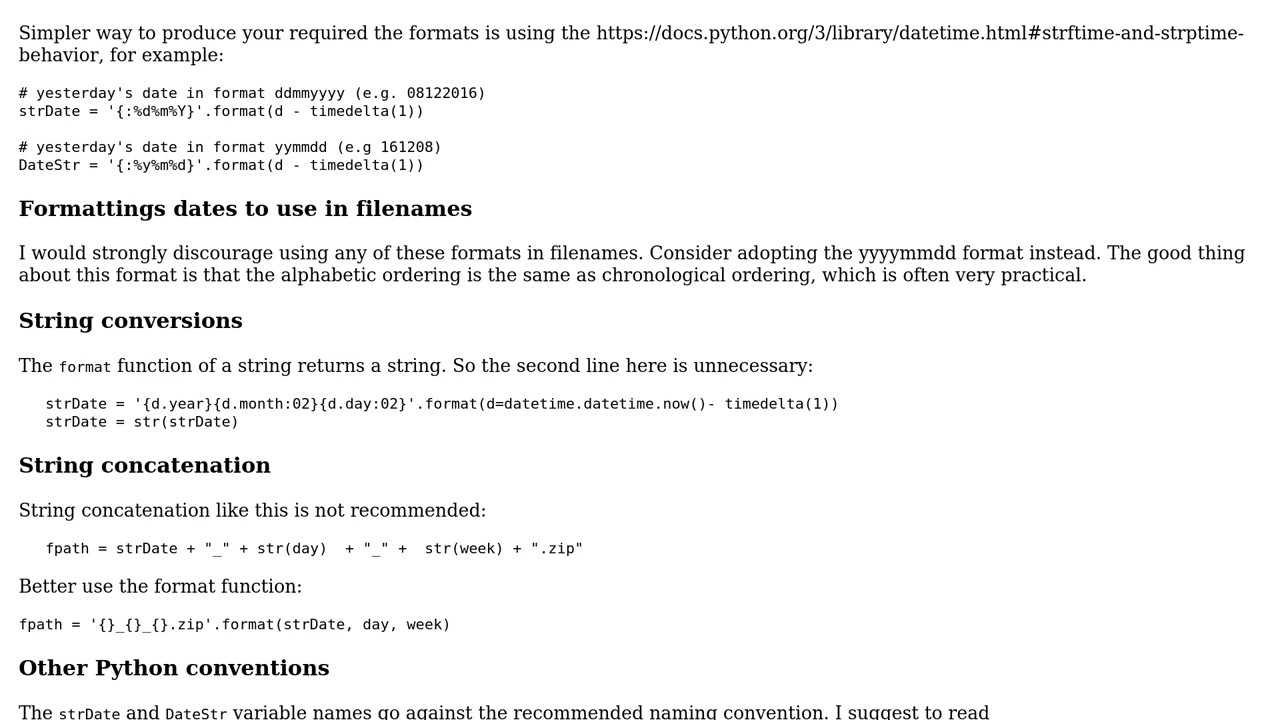 Simpler way to produce your required the formats is using the https://docs.python.org/3/library/datetime.html#strftime-and-strptime-
behavior, for example:
# yesterday's date in format ddmmyyyy (e.g. 08122016)
strDate = '{:%d%m%Y}'.format(d - timedelta(1))
# yesterday's date in format yymmdd (e.g 161208)
DateStr = '{:%y%m%d}'.format(d - timedelta(1))
Formattings dates to use in filenames
I would strongly discourage using any of these formats in filenames. Consider adopting the yyyymmdd format instead. The good thing
about this format is that the alphabetic ordering is the same as chronological ordering, which is often very practical.
String conversions
The format function of a string returns a string. So the second line here is unnecessary:
strDate = '{d.year}{d.month:02}{d.day:02}'.format(d=datetime.datetime.now()- timedelta(1))
strDate = str(strDate)
String concatenation
String concatenation like this is not recommended:
fpath = strDate + "_" + str(day)  + "_" +  str(week) + ".zip"
Better use the format function:
fpath = '{}_{}_{}.zip'.format(strDate, day, week)
Other Python conventions
The strDate and DateStr variable names go against the recommended naming convention. I suggest to read